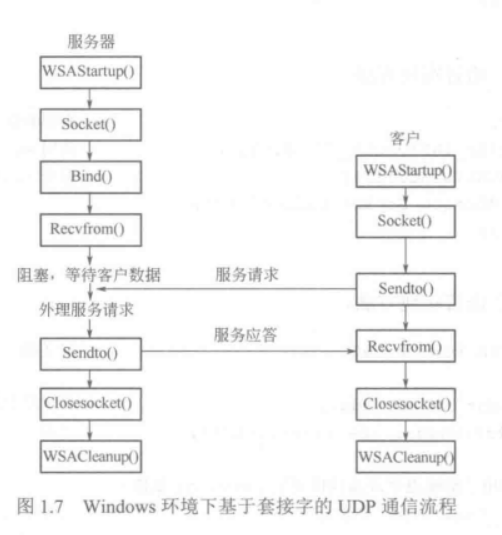 服务器
WSAStartup()
Socket()
Bind()
Recvfrom()
阻塞，等待客户数据
外理服务请求
Sendto()
Closesocket()
WSACleanup()
服务请求
服务应答
客户
WSAStartup()
Socket()
Sendto()
Recvfrom()
Closesocket()
WSACleanup()
图 1.7 Windows 环境下基于套接字的 UDP 通信流程